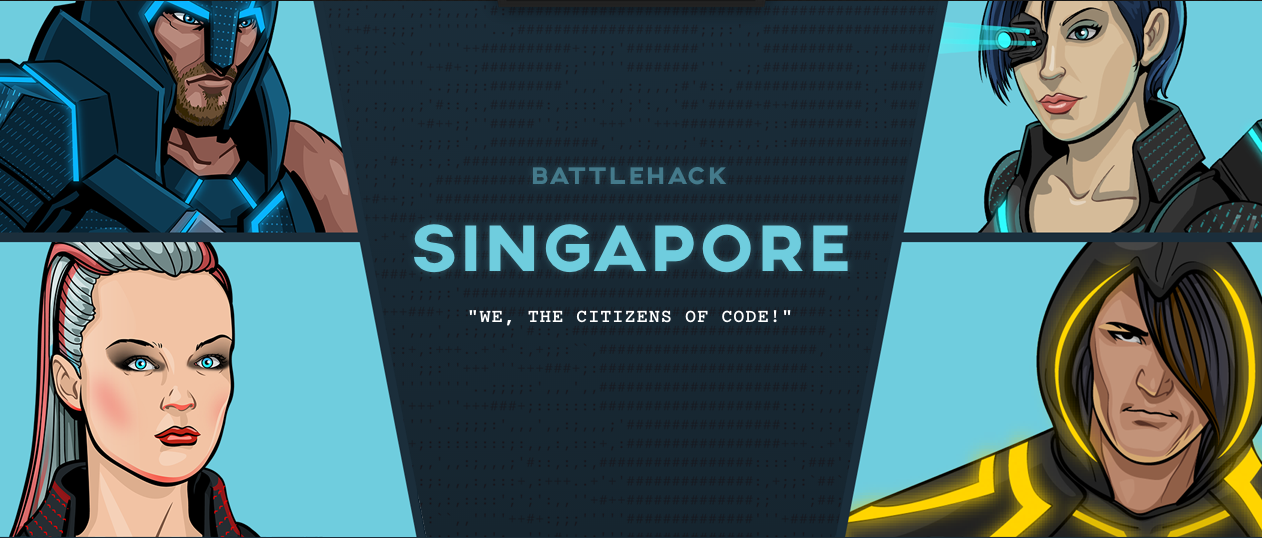 BATTLEHACK
SINGAPORE
"WE, THE CITIZENS OF CODE!"